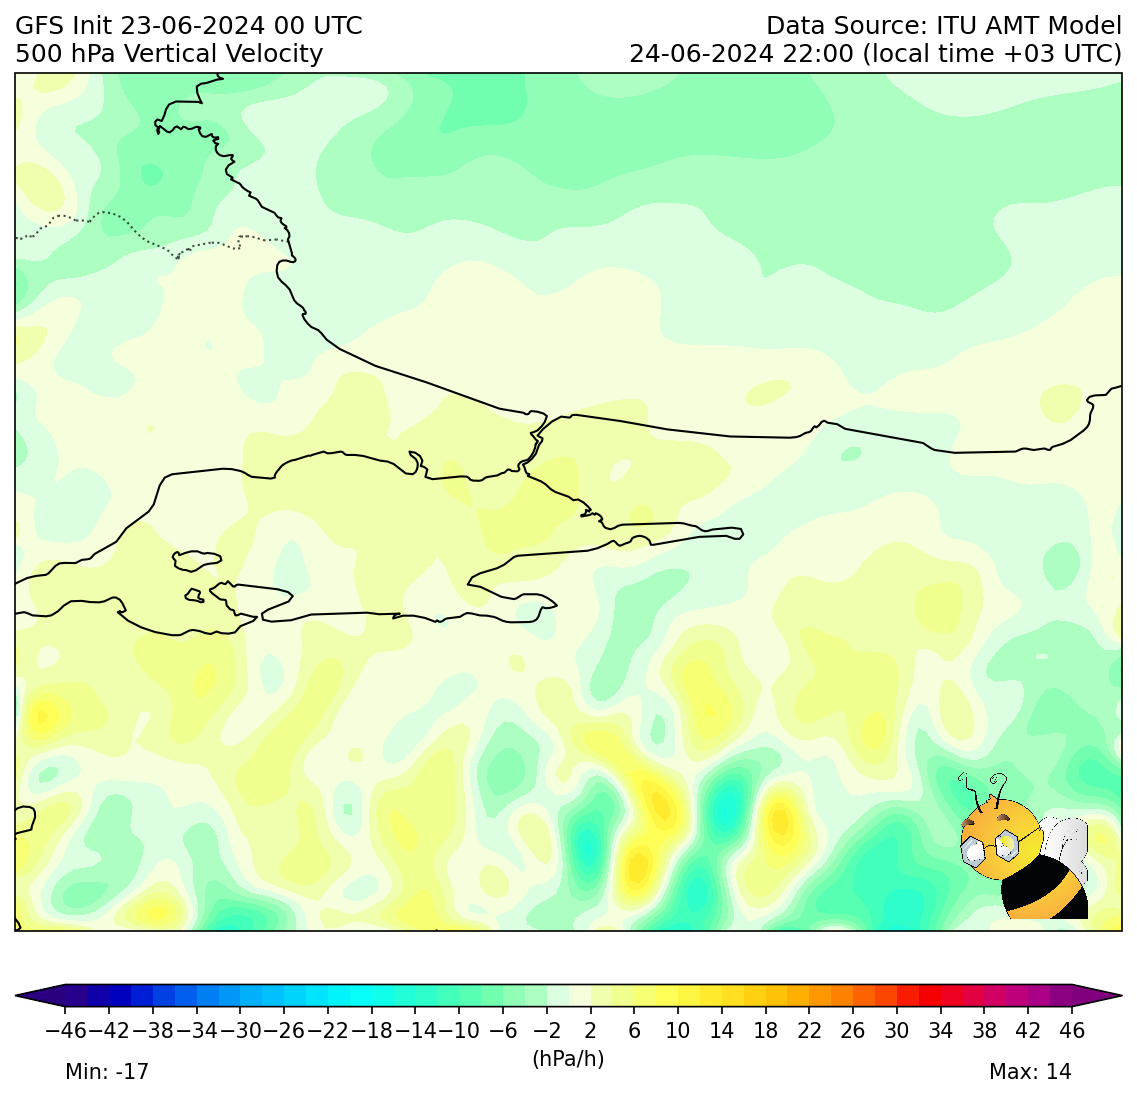 GFS Init 23-06-2024 00 UTC
Data Source: ITU AMT Model
500 hPa Vertical Velocity
24-06-2024 22:00 (local time +03 UTC)
−46 −42 −38 −34 −30 −26 −22 −18 −14 −10 −6 −2 2 6 10 14 18 22 26 30 34 38 42 46
(hPa/h)
Min: -17
Max: 14